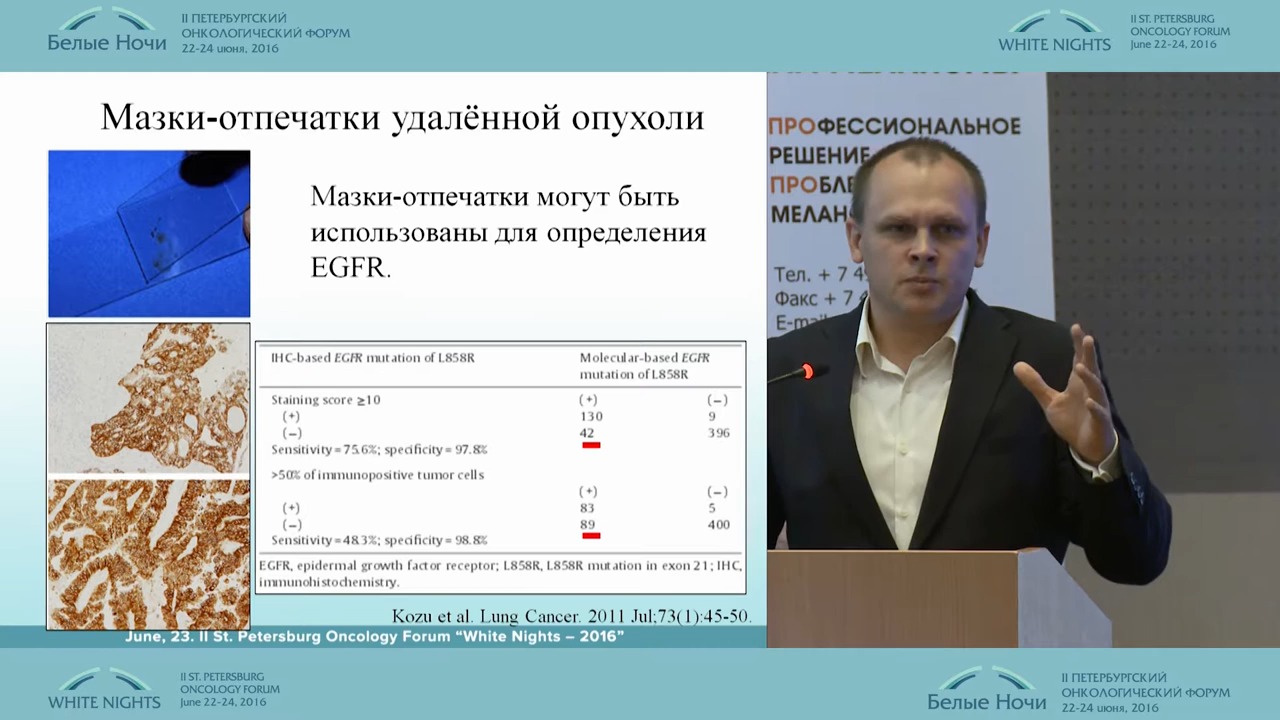 Белые Ночи
II ПЕТЕРБУРГСКИЙ
ОНКОЛОГИЧЕСКИЙ ФОРУМ
22-24 июня, 2016
WHITE NIGHTS
II ST. PETERSBURG
ONCOLOGY FORUM
June 22-24, 2016
Мазки-отпечатки удалённой опухоли
Мазки-отпечатки могут быть
использованы для определения
EGFR.
IHC-based EGFR mutation of L858R
Molecular-based EGFR
mutation of L858R
Staining score ≥10 (+) (−)
(+) 130 9
(−) 42 396
Sensitivity = 75.6%; specificity = 97.8%
>50% of immunopositive tumor cells
(+) (−)
(+) 83 5
(−) 89 400
Sensitivity = 48.3%; specificity = 98.8%
EGFR, epidermal growth factor receptor; L858R, L858R mutation in exon 21; IHC,
immunohistochemistry.
Kozu et al. Lung Cancer. 2011 Jul;73(1):45-50.
June, 23. II St. Petersburg Oncology Forum “White Nights – 2016”
ПРОФЕССИОНАЛЬНОЕ
РЕШЕНИЕ
ПРОБЛЕ
МЕЛАН
Тел. + 7 4
Факс + 7 4
E-mai
WHITE NIGHTS
II ST. PETERSBURG
ONCOLOGY FORUM
June 22-24, 2016
Белые Ночи
II ПЕТЕРБУРГСКИЙ
ОНКОЛОГИЧЕСКИЙ ФОРУМ
22-24 июня, 2016